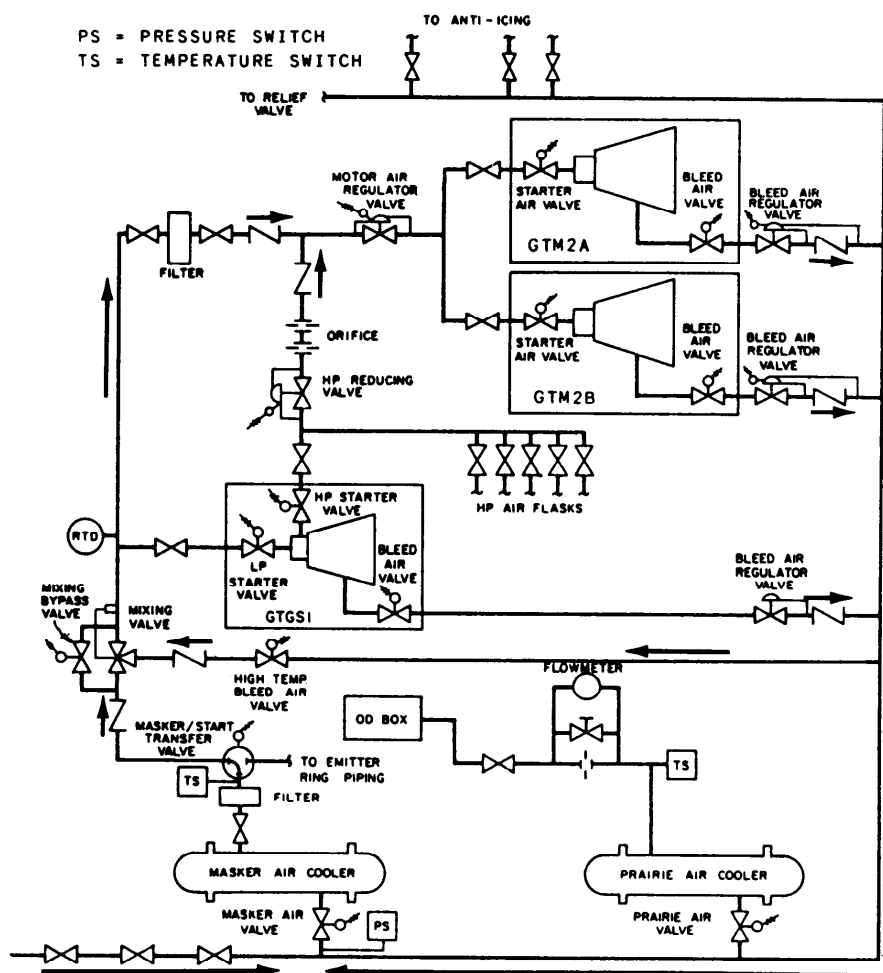 TO ANTI-ICING
PS = PRESSURE SWITCH
TS = TEMPERATURE SWITCH
TO RELIEF
VALVE
MOTOR AIR
REGULATOR
VALVE
STARTER
AIR VALVE
BLEED
AIR
VALVE
BLEED AIR
REGULATOR
VALVE
GTM2A
FILTER
ORIFICE
STARTER
AIR VALVE
BLEED
AIR
VALVE
BLEED AIR
REGULATOR
VALVE
GTM2B
HP REDUCING
VALVE
HP STARTER
VALVE
HP AIR FLASKS
RTD
LP
STARTER
VALVE
BLEED
AIR
VALVE
GTGS1
BLEED AIR
REGULATOR
VALVE
MIXING
BYPASS
VALVE
MIXING
VALVE
HIGH TEMP
BLEED AIR
VALVE
FLOWMETER
OD BOX
MASKER/START
TRANSFER
VALVE
TO EMITTER
RING PIPING
TS
TS
FILTER
MASKER AIR COOLER
PRAIRIE AIR COOLER
MASKER AIR
VALVE
PS
PRAIRIE AIR
VALVE